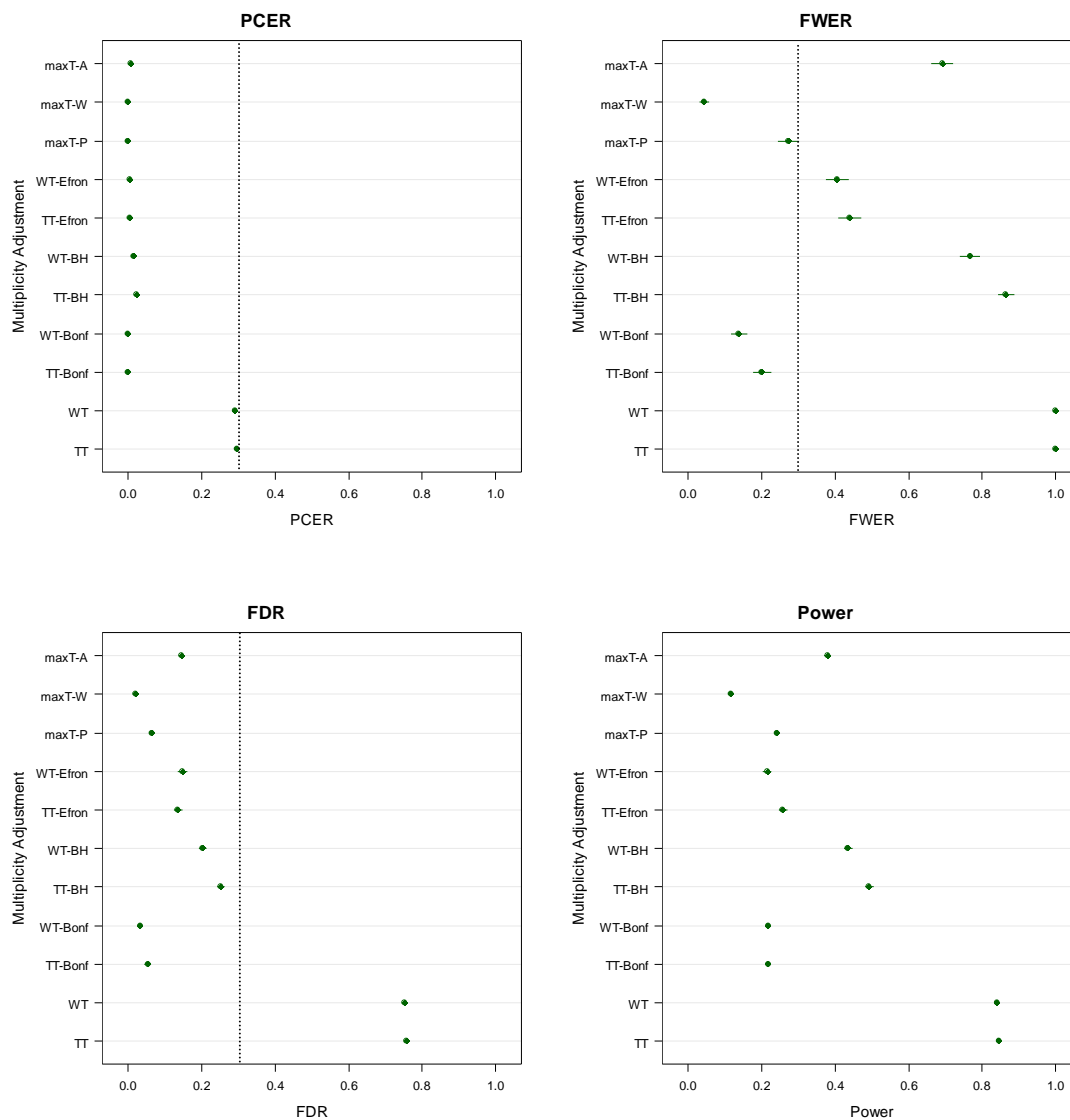 PCER
Multiplicity Adjustment
maxT-A
maxT-W
maxT-P
WT-Efron
TT-Efron
WT-BH
TT-BH
WT-Bonf
TT-Bonf
WT
TT
0.0 0.2 0.4 0.6 0.8 1.0
PCER
FWER
Multiplicity Adjustment
maxT-A
maxT-W
maxT-P
WT-Efron
TT-Efron
WT-BH
TT-BH
WT-Bonf
TT-Bonf
WT
TT
0.0 0.2 0.4 0.6 0.8 1.0
FWER
FDR
Multiplicity Adjustment
maxT-A
maxT-W
maxT-P
WT-Efron
TT-Efron
WT-BH
TT-BH
WT-Bonf
TT-Bonf
WT
TT
0.0 0.2 0.4 0.6 0.8 1.0
FDR
Power
Multiplicity Adjustment
maxT-A
maxT-W
maxT-P
WT-Efron
TT-Efron
WT-BH
TT-BH
WT-Bonf
TT-Bonf
WT
TT
0.0 0.2 0.4 0.6 0.8 1.0
Power